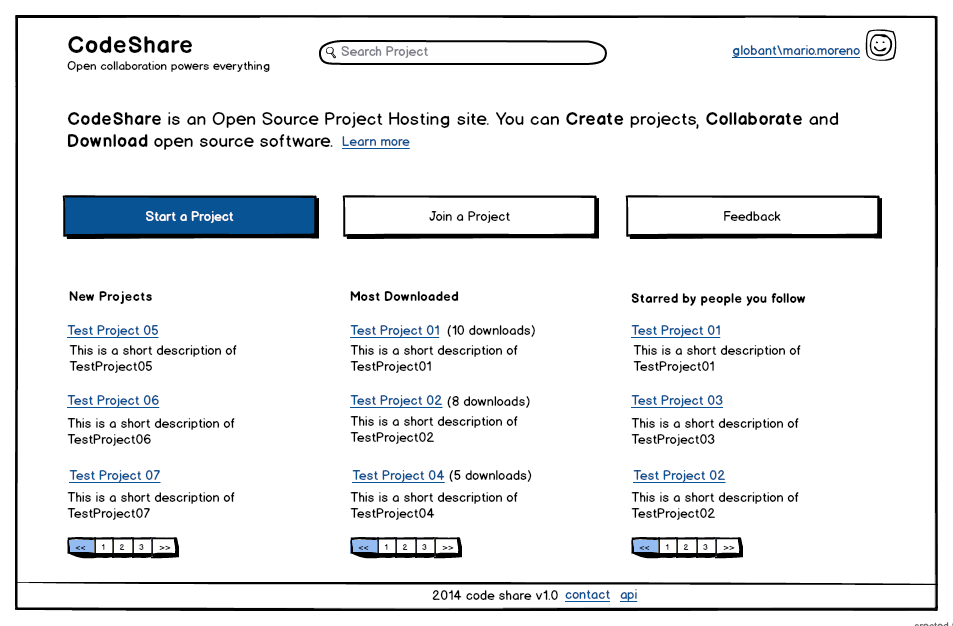 CodeShare
Open collaboration powers everything
Search Project
globant\mario.moreno
CodeShare is an Open Source Project Hosting site. You can Create projects, Collaborate and
Download open source software. Learn more
Start a Project
Join a Project
Feedback
New Projects
Test Project 05
This is a short description of
TestProject05
Test Project 06
This is a short description of
TestProject06
Test Project 07
This is a short description of
TestProject07
<< 1 2 3 >>
Most Downloaded
Test Project 01 (10 downloads)
This is a short description of
TestProject01
Test Project 02 (8 downloads)
This is a short description of
TestProject02
Test Project 04 (5 downloads)
This is a short description of
TestProject04
<< 1 2 3 >>
Starred by people you follow
Test Project 01
This is a short description of
TestProject01
Test Project 03
This is a short description of
TestProject03
Test Project 02
This is a short description of
TestProject02
<< 1 2 3 >>
2014 code share v1.0 contact api